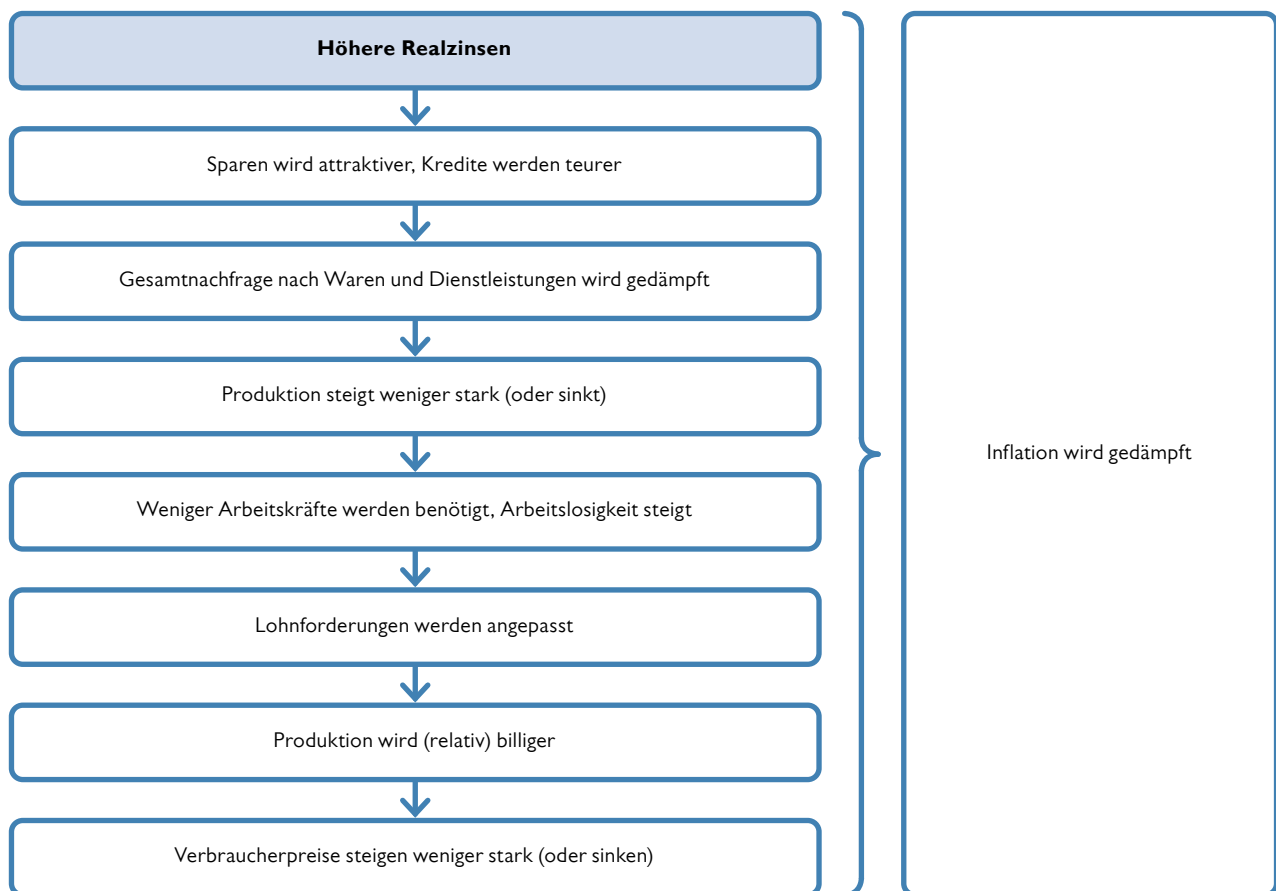 Höhere Realzinsen
Sparen wird attraktiver, Kredite werden teurer
Gesamtnachfrage nach Waren und Dienstleistungen wird gedämpft
Produktion steigt weniger stark (oder sinkt)
Weniger Arbeitskräfte werden benötigt, Arbeitslosigkeit steigt
Lohnforderungen werden angepasst
Produktion wird (relativ) billiger
Verbraucherpreise steigen weniger stark (oder sinken)
Inflation wird gedämpft